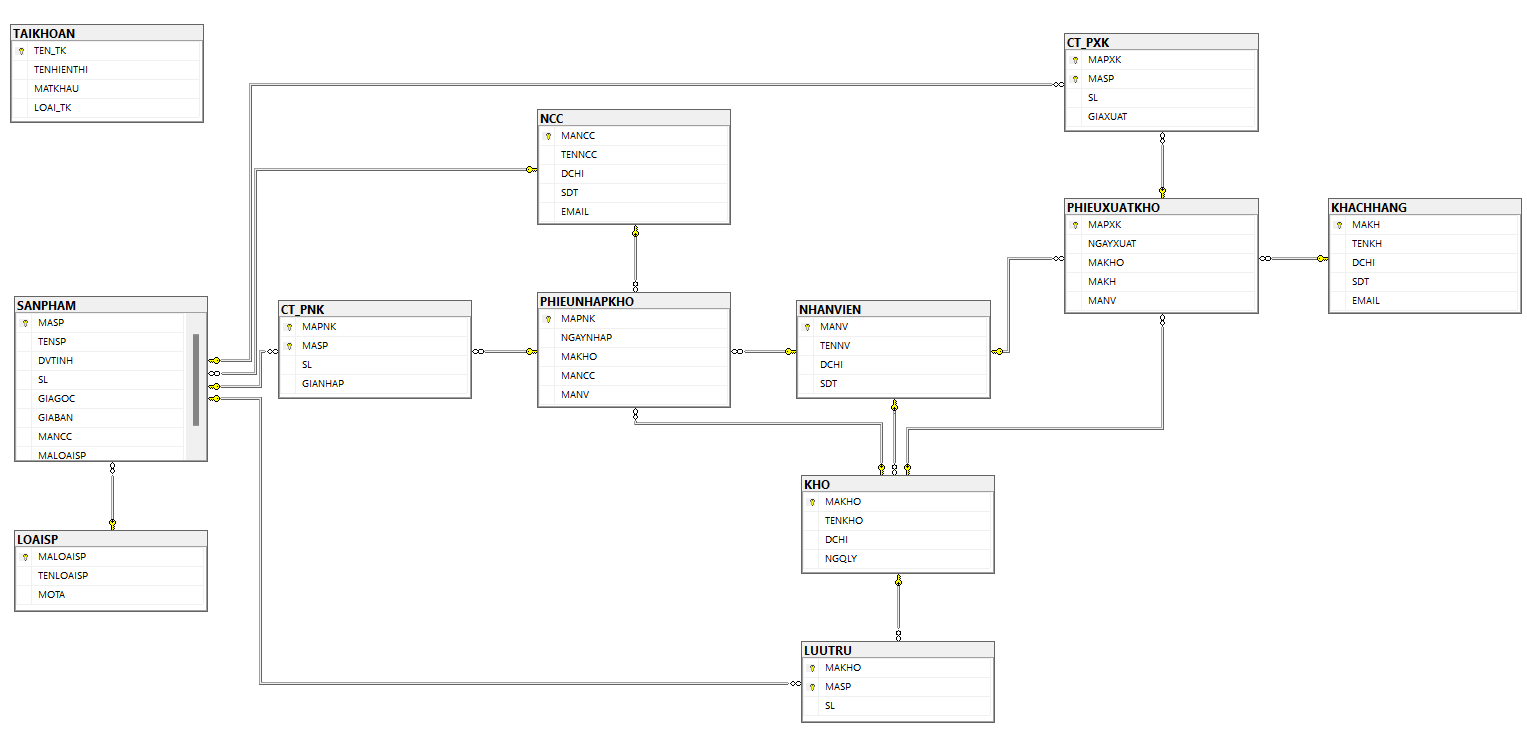 TAIKHOAN
TEN_TK
TENHIENTHI
MATKHAU
LOAI_TK
CT_PXK
MAPXK
MASP
SL
GIAXUAT
NCC
MANCC
TENNCC
DCHI
SDT
EMAIL
PHIEUXUATKHO
MAPXK
NGAYXUAT
MAKHO
MAKH
MANV
KHACHHANG
MAKH
TENKH
DCHI
SDT
EMAIL
SANPHAM
MASP
TENSP
DVTINH
SL
GIAGOC
GIABAN
MANCC
MALOAISP
CT_PNK
MAPNK
MASP
SL
GIANHAP
PHIEUNHAPKHO
MAPNK
NGAYNHAP
MAKHO
MANCC
MANV
NHANVIEN
MANV
TENNV
DCHI
SDT
KHO
MAKHO
TENKHO
DCHI
NGQLY
LOAISP
MALOAISP
TENLOAISP
MOTA
LUUTRU
MAKHO
MASP
SL